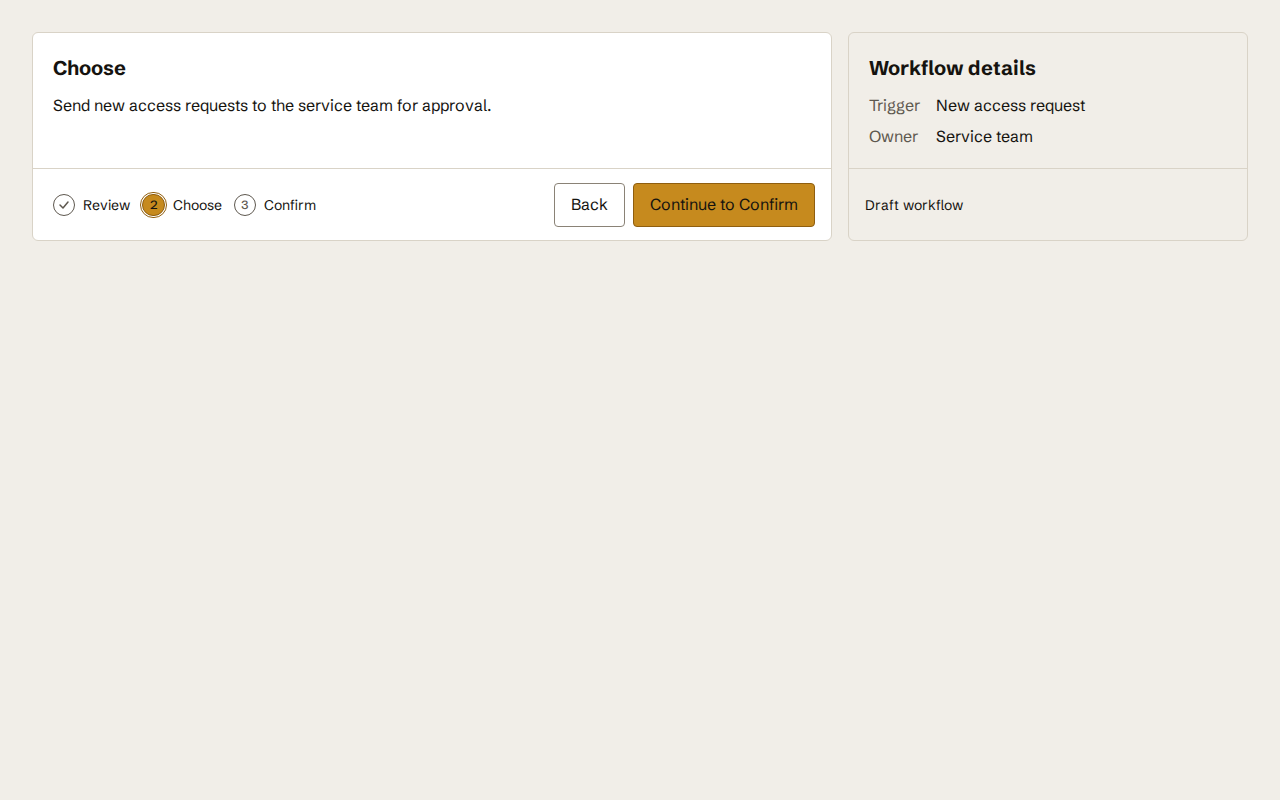 Choose
Send new access requests to the service team for approval.
Review 2 Choose 3 Confirm
Back
Continue to Confirm
Workflow details
Trigger New access request
Owner Service team
Draft workflow